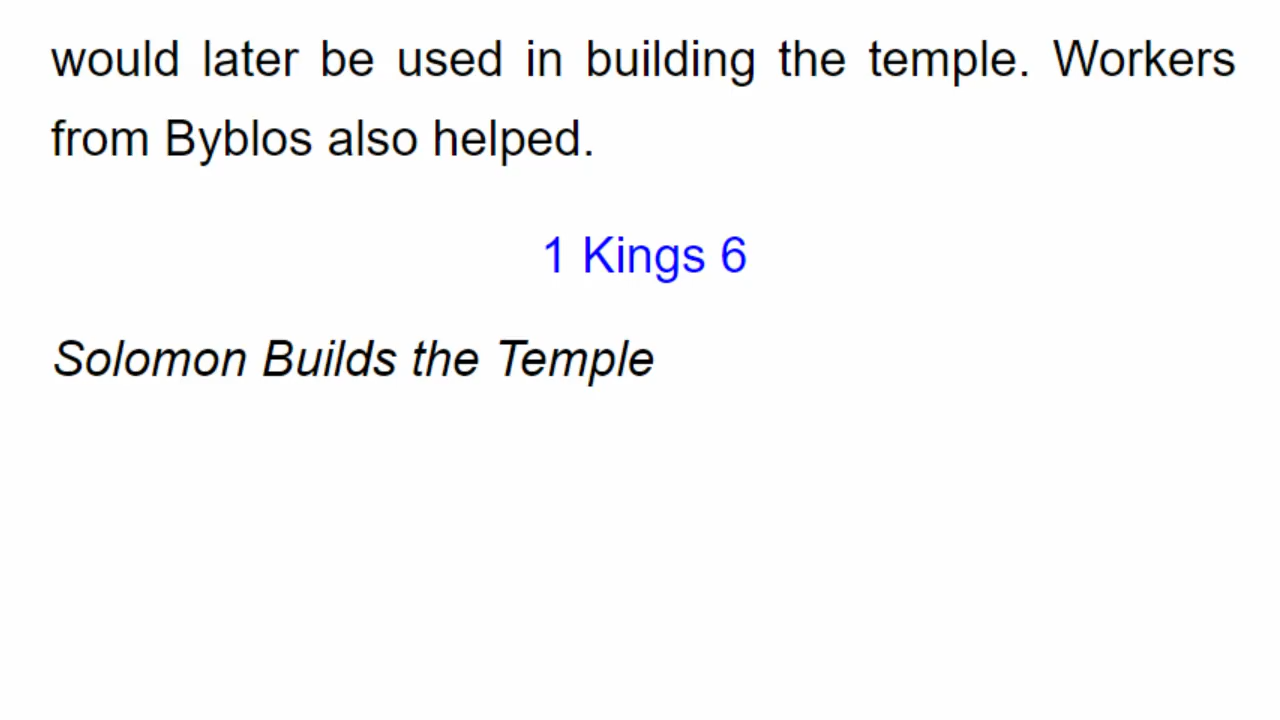 would later be used in building the temple. Workers
from Byblos also helped.
1 Kings 6
Solomon Builds the Temple